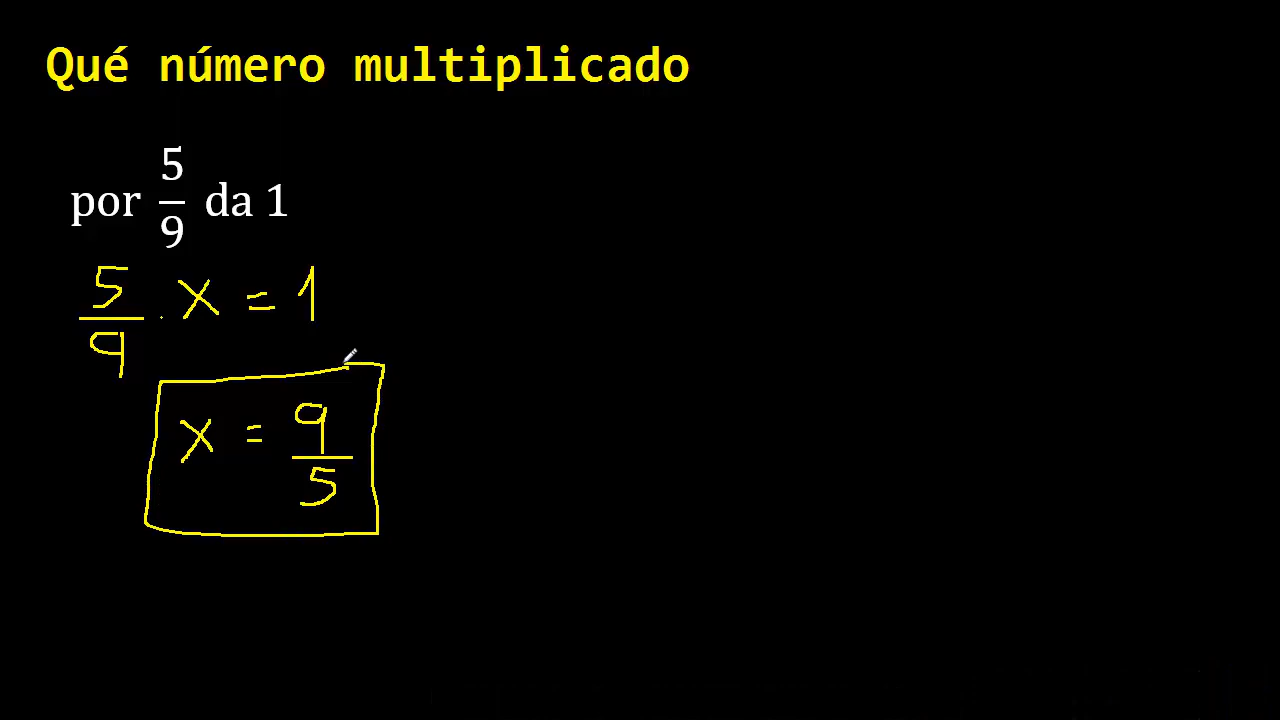 Qué número multiplicado
por 5/9 da 1
5/9 . x = 1
x = 9/5